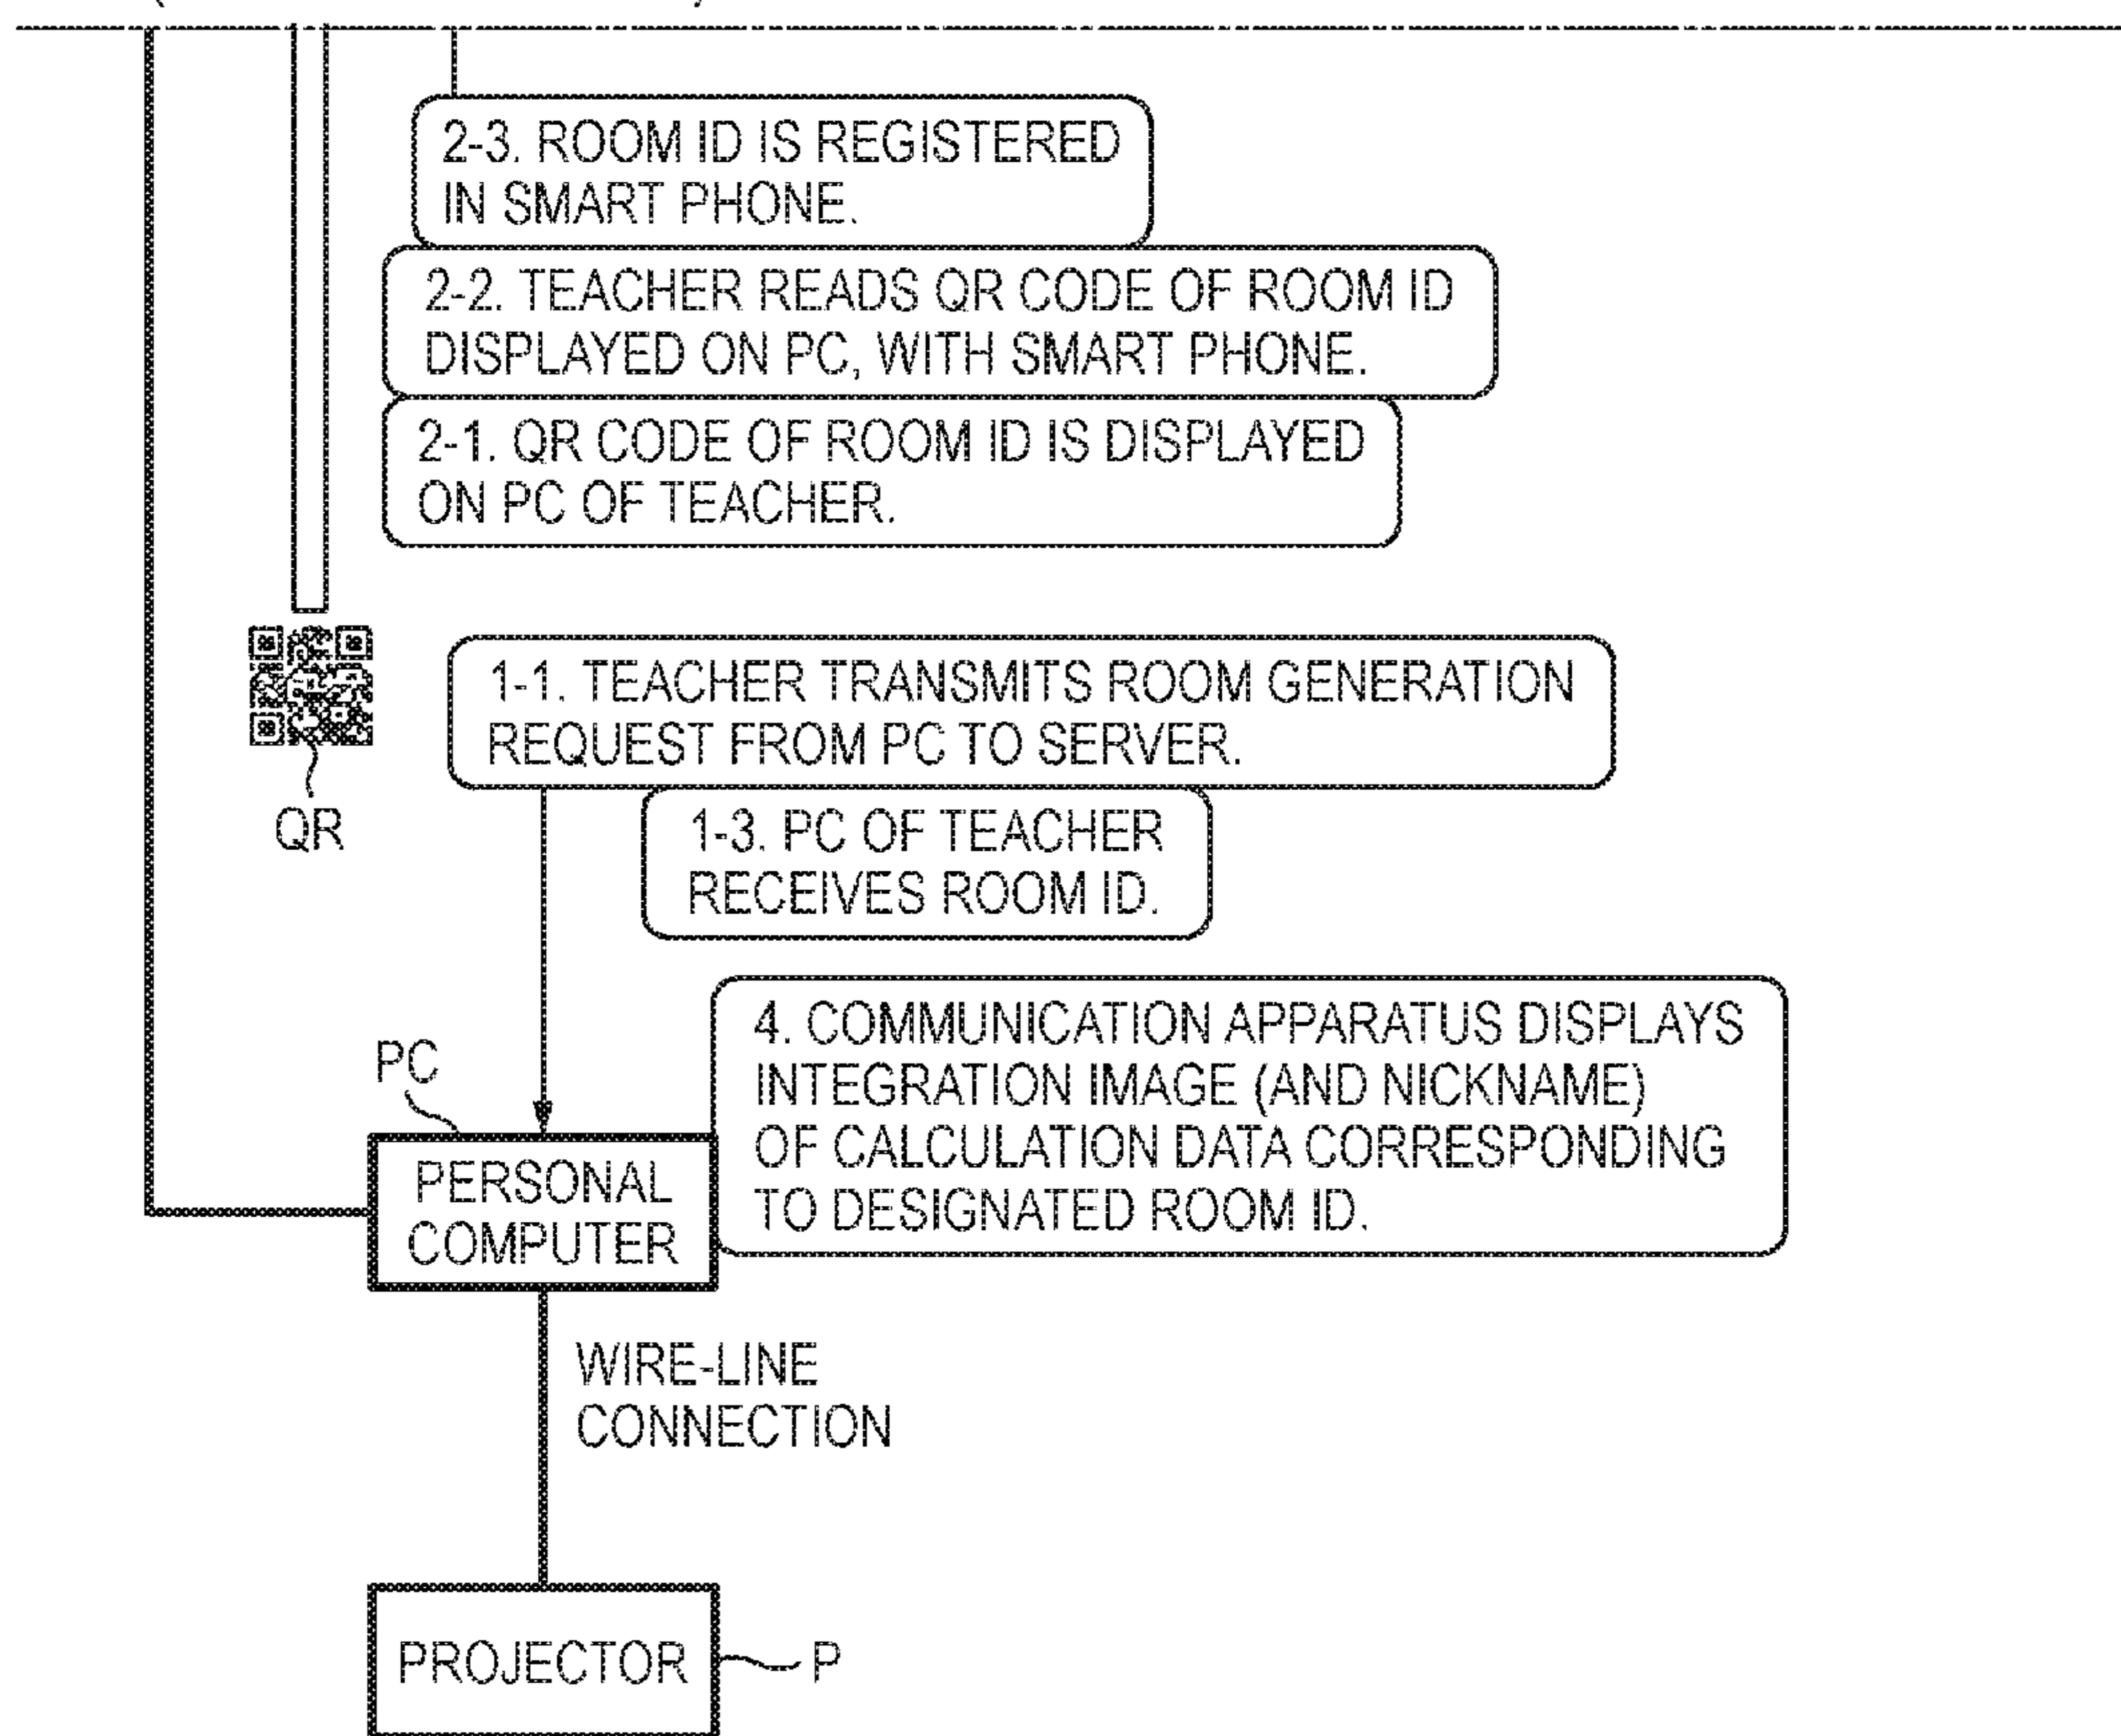 2-3. ROOM ID IS REGISTERED
IN SMART PHONE.
2-2. TEACHER READS QR CODE OF ROOM ID
DISPLAYED ON PC, WITH SMART PHONE.
2-1. QR CODE OF ROOM ID IS DISPLAYED
ON PC OF TEACHER.
QR
1-1. TEACHER TRANSMITS ROOM GENERATION
REQUEST FROM PC TO SERVER.
1-3. PC OF TEACHER
RECEIVES ROOM ID.
PC
4. COMMUNICATION APPARATUS DISPLAYS
INTEGRATION IMAGE (AND NICKNAME)
OF CALCULATION DATA CORRESPONDING
TO DESIGNATED ROOM ID.
PERSONAL
COMPUTER
WIRE-LINE
CONNECTION
PROJECTOR
P